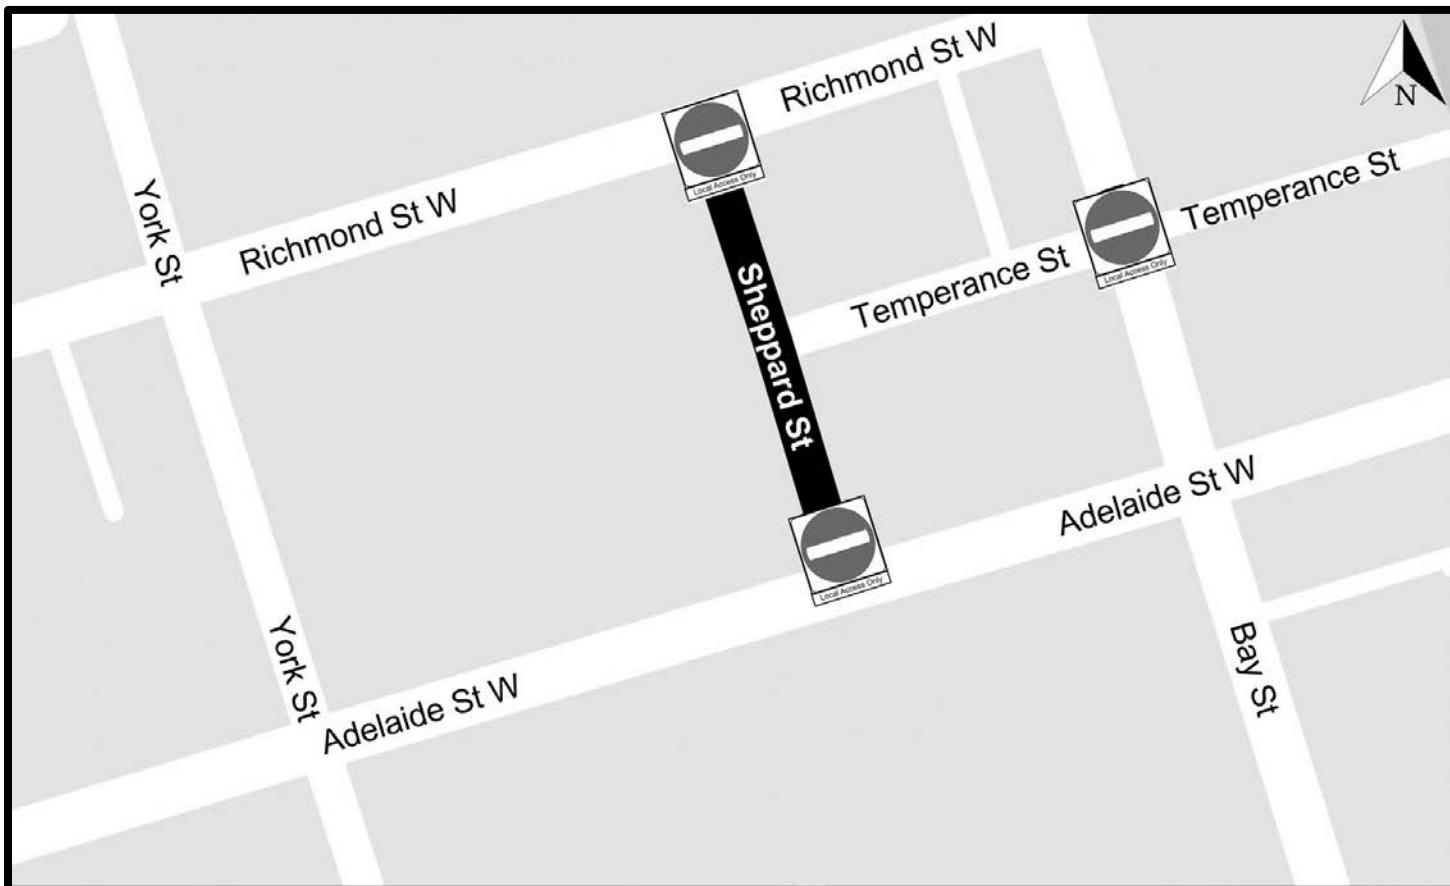 Richmond St W
N
Local Access Only
York St
Richmond St W
Temperance St
Local Access Only
Temperance St
Sheppard St
Adelaide St W
Local Access Only
York St
Adelaide St W
Bay St